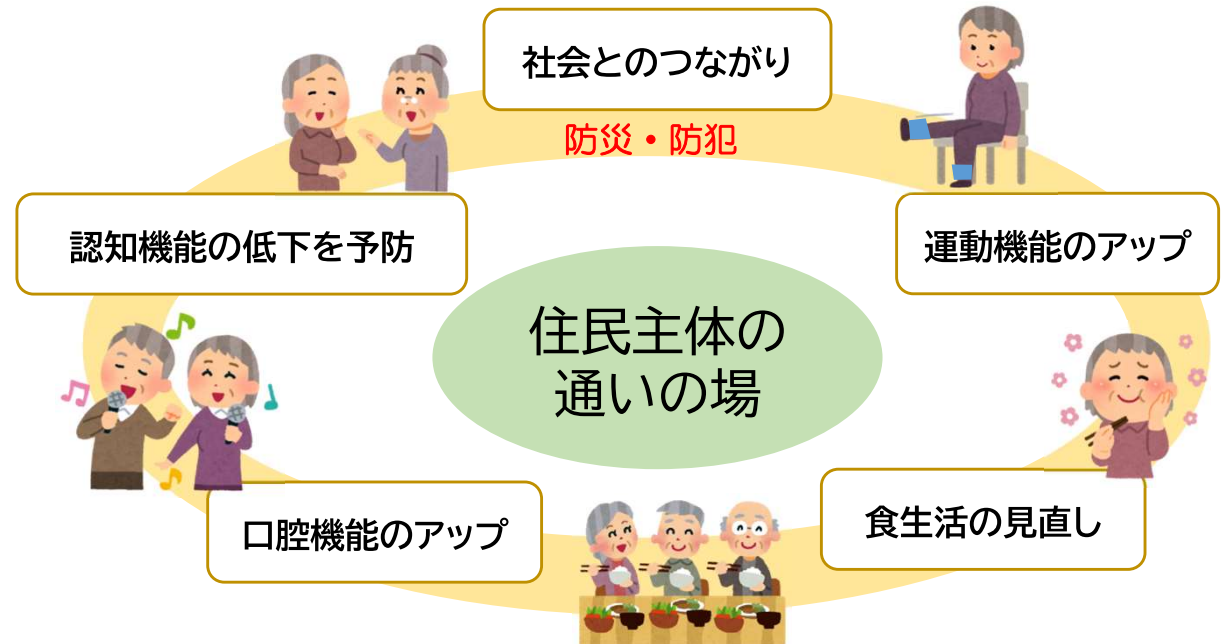 社会とのつながり
防災・防犯
認知機能の低下を予防
運動機能のアップ
住民主体の
通いの場
口腔機能のアップ
食生活の見直し